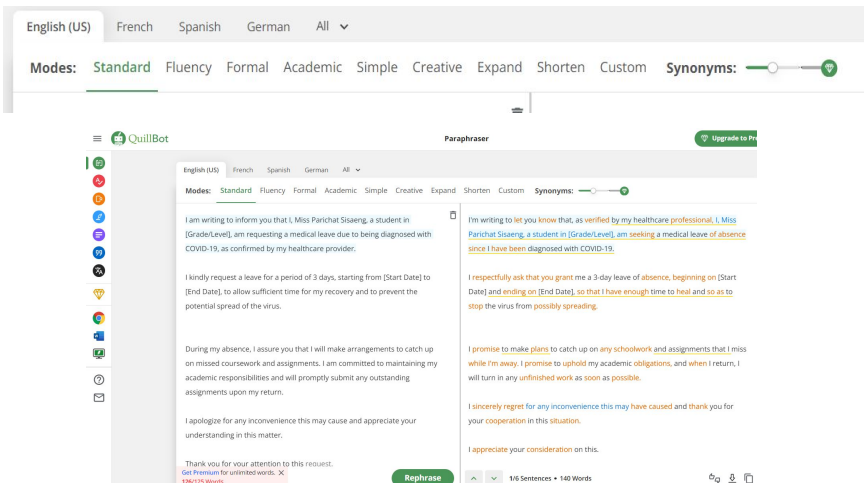 English (US) French Spanish German All
Modes: Standard Fluency Formal Academic Simple Creative Expand Shorten Custom Synonyms:
QuillBot
Paraphraser
Upgrade to Pre
English (US) French Spanish German All
Modes: Standard Fluency Formal Academic Simple Creative Expand Shorten Custom Synonyms:
I am writing to inform you that I, Miss Parichat Sisaeng, a student in
[Grade/Level], am requesting a medical leave due to being diagnosed with
COVID-19, as confirmed by my healthcare provider.
I kindly request a leave for a period of 3 days, starting from [Start Date] to
[End Date], to allow sufficient time for my recovery and to prevent the
potential spread of the virus.
During my absence, I assure you that I will make arrangements to catch up
on missed coursework and assignments. I am committed to maintaining my
academic responsibilities and will promptly submit any outstanding
assignments upon my return.
I apologize for any inconvenience this may cause and appreciate your
understanding in this matter.
Thank you for your attention to this request.
Get Premium for unlimited words. X
126/125 Words
Rephrase
I'm writing to let you know that, as verified by my healthcare professional, I, Miss
Parichat Sisaeng, a student in [Grade/Level], am seeking a medical leave of absence
since I have been diagnosed with COVID-19.
I respectfully ask that you grant me a 3-day leave of absence, beginning on [Start
Date] and ending on [End Date], so that I have enough time to heal and so as to
stop the virus from possibly spreading.
I promise to make plans to catch up on any schoolwork and assignments that I miss
while I'm away. I promise to uphold my academic obligations, and when I return, I
will turn in any unfinished work as soon as possible.
I sincerely regret for any inconvenience this may have caused and thank you for
your cooperation in this situation.
I appreciate your consideration on this.
1/6 Sentences • 140 Words